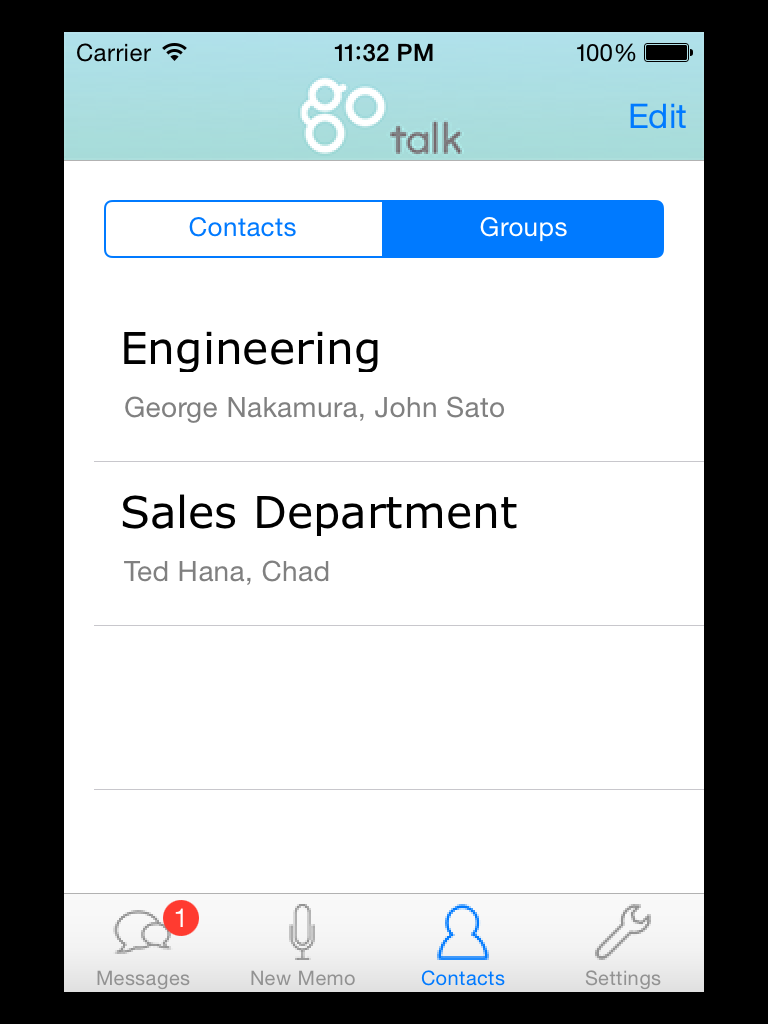 Carrier 11:32 PM 100%
go talk Edit
Contacts Groups
Engineering
George Nakamura, John Sato
Sales Department
Ted Hana, Chad
1
Messages New Memo Contacts Settings